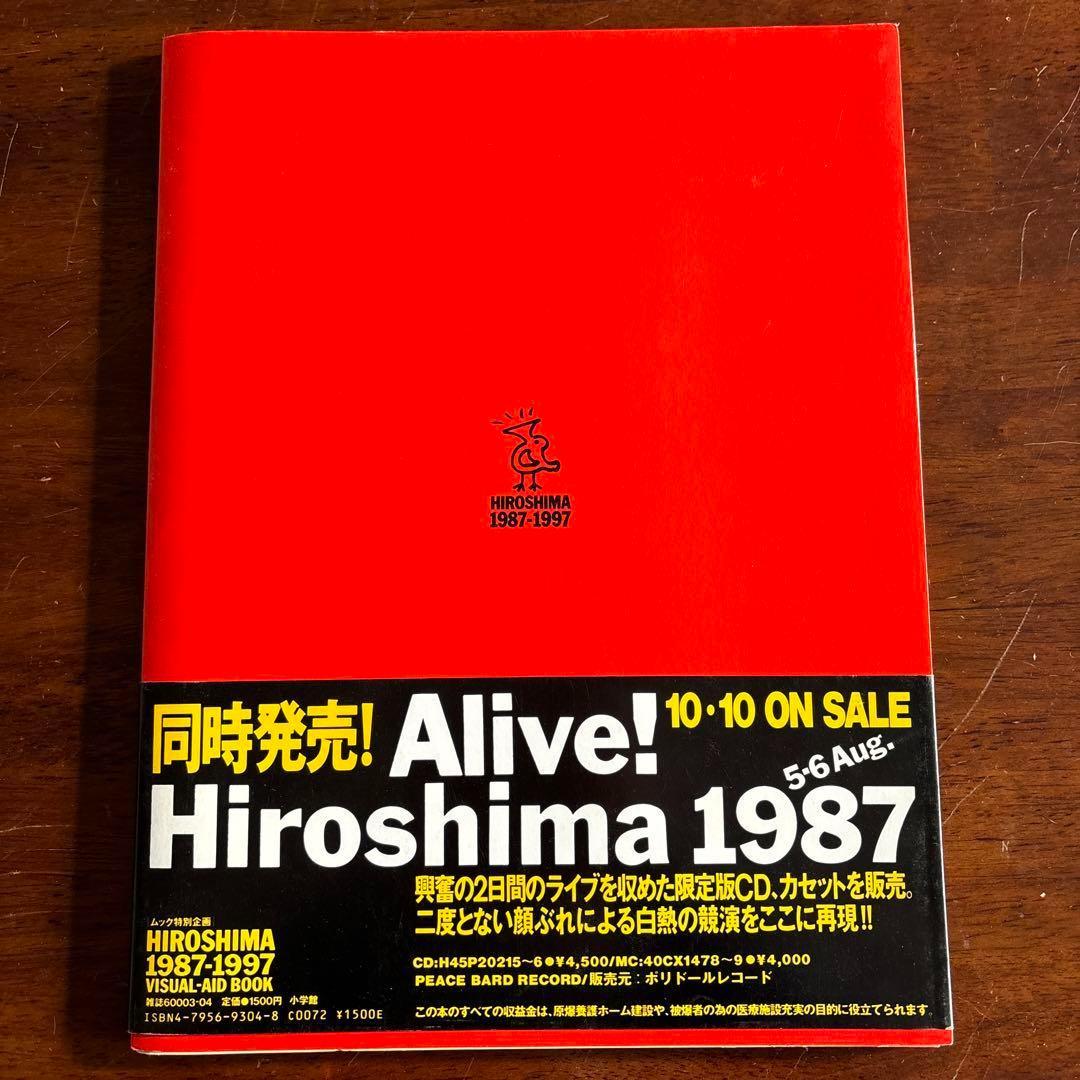 HIROSHIMA
1987-1997
同時発売! Alive! 10・10 ON SALE
5-6 Aug.
Hiroshima 1987
興奮の2日間のライブを収めた限定版CD、カセットを販売。
二度とない顔ぶれによる白熱の競演をここに再現!!
ムック特別企画
HIROSHIMA
1987-1997
VISUAL-AID BOOK
雑誌60003-04 定価●1500円 小学館
ISBN4-7956-9304-8 C0072 ¥1500E
CD:H45P20215〜6●¥4,500/MC:40CX1478〜9●¥4,000
PEACE BARD RECORD/販売元:ポリドールレコード
この本のすべての収益金は、原爆養護ホーム建設や、被爆者の為の医療施設充実の目的に役立てられます。